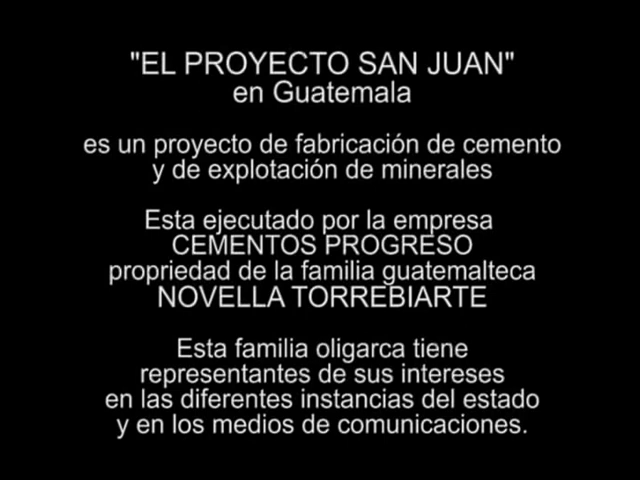 "EL PROYECTO SAN JUAN"
en Guatemala
es un proyecto de fabricación de cemento
y de explotación de minerales
Esta ejecutado por la empresa
CEMENTOS PROGRESO
propriedad de la familia guatemalteca
NOVELLA TORREBIARTE
Esta familia oligarca tiene
representantes de sus intereses
en las diferentes instancias del estado
y en los medios de comunicaciones.